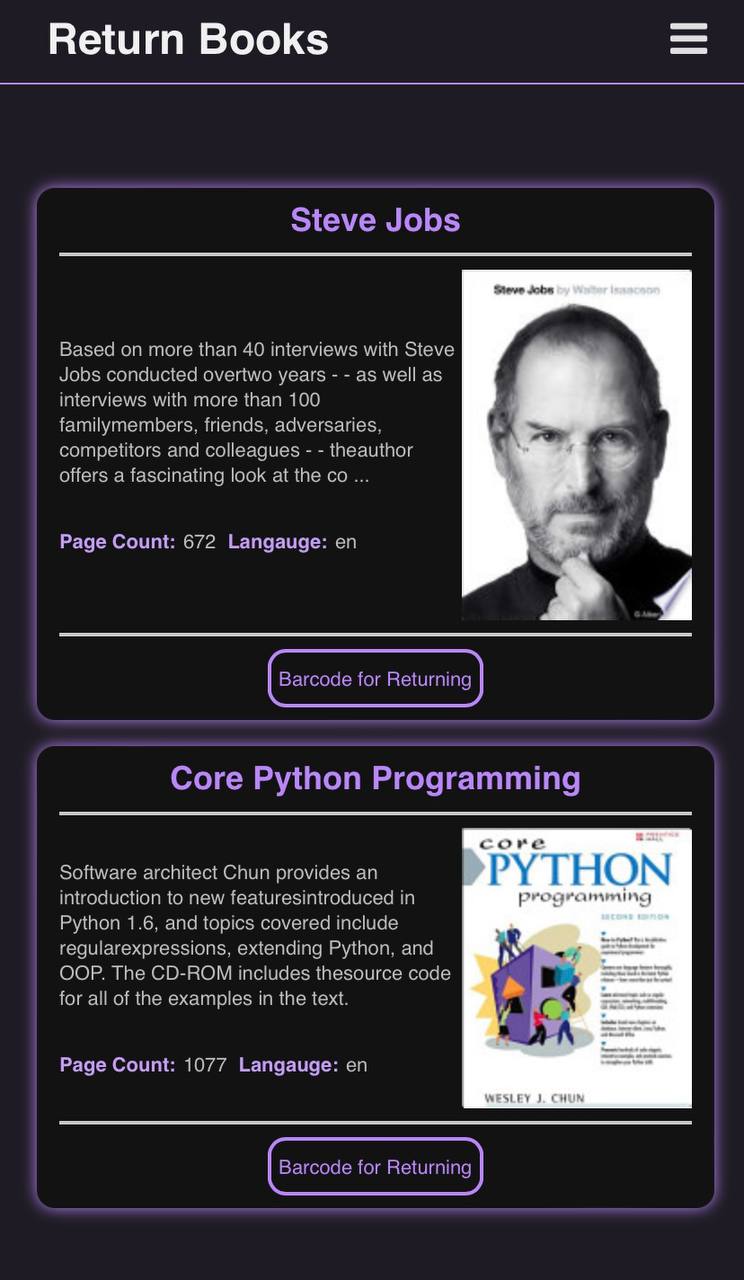 Return Books
Steve Jobs
Steve Jobs by Walter Isaacson
Based on more than 40 interviews with Steve
Jobs conducted overtwo years - - as well as
interviews with more than 100
familymembers, friends, adversaries,
competitors and colleagues - - theauthor
offers a fascinating look at the co ...
Page Count: 672 Langauge: en
Barcode for Returning
Core Python Programming
PRENTICE
HALL
core
PYTHON
programming
SECOND EDITION
Software architect Chun provides an
introduction to new featuresintroduced in
Python 1.6, and topics covered include
regularexpressions, extending Python, and
OOP. The CD-ROM includes thesource code
for all of the examples in the text.
Page Count: 1077 Langauge: en
WESLEY J. CHUN
Barcode for Returning